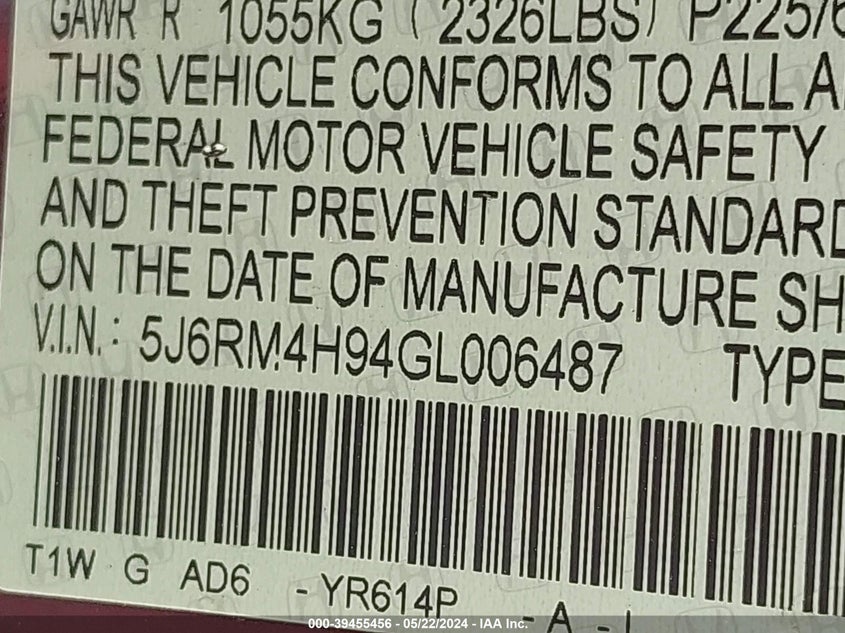 GAWR R 1055KG ( 2326LBS) P225/6
THIS VEHICLE CONFORMS TO ALL A
FEDERAL MOTOR VEHICLE SAFETY
AND THEFT PREVENTION STANDARD
ON THE DATE OF MANUFACTURE SH
V.I.N.: 5J6RM4H94GL006487 TYPE
T1W G AD6 - YR614P - A -
000-39455456 - 05/22/2024 - IAA Inc.